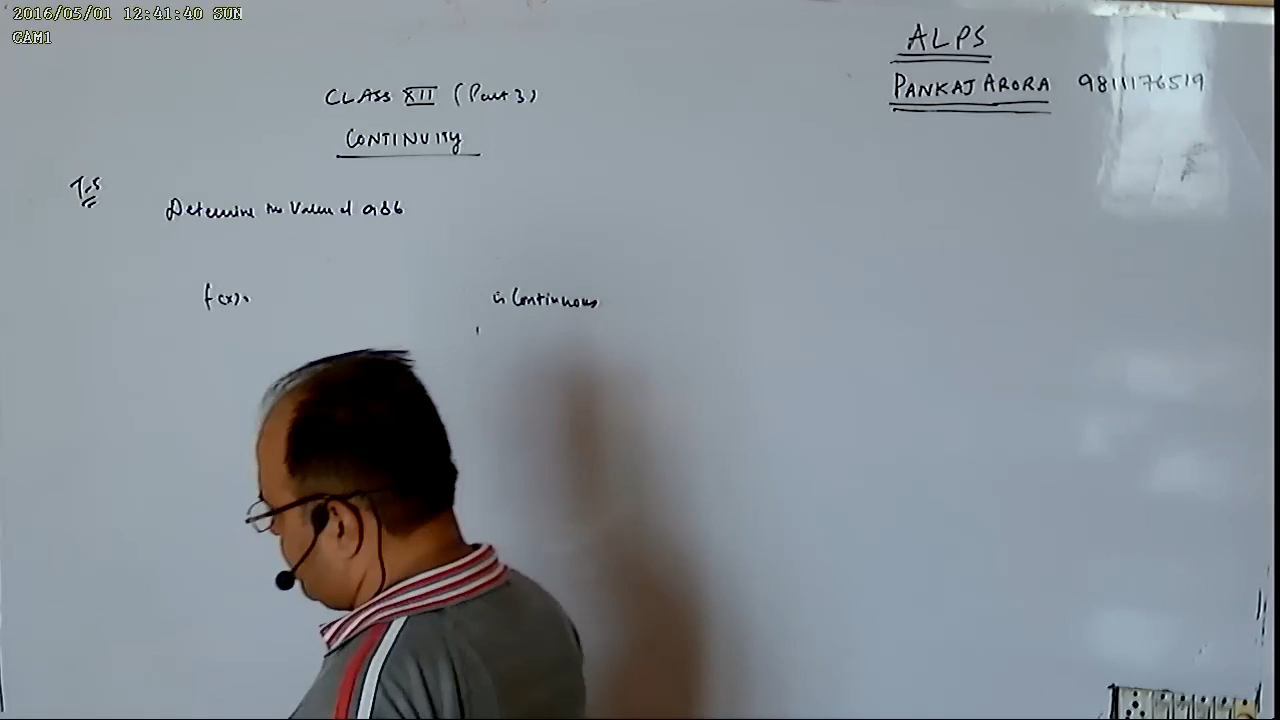 2016/05/01 12:41:40 SUN
CAM1
ALPS
PANKAJ ARORA 9811176519
CLASS XII (Part 3)
CONTINUITY
T-5
Determine the Value of a & b
f(x)=
is Continuous